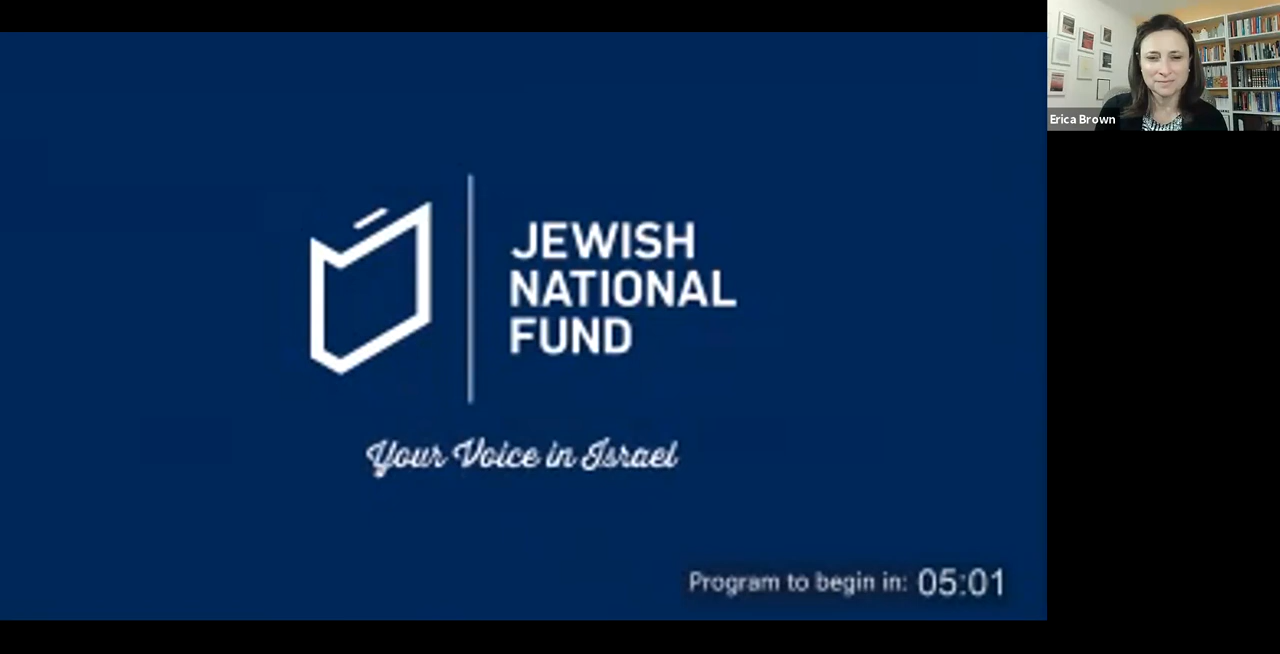 JEWISH
NATIONAL
FUND
Your Voice in Israel
Program to begin in: 05:01
Erica Brown